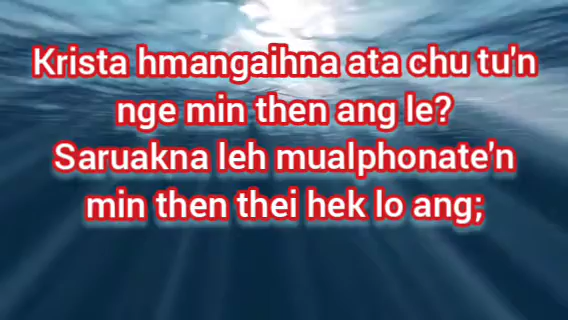 Krista hmangaihna ata chu tu'n
nge min then ang le?
Saruakna leh mualphonate'n
min then thei hek lo ang;